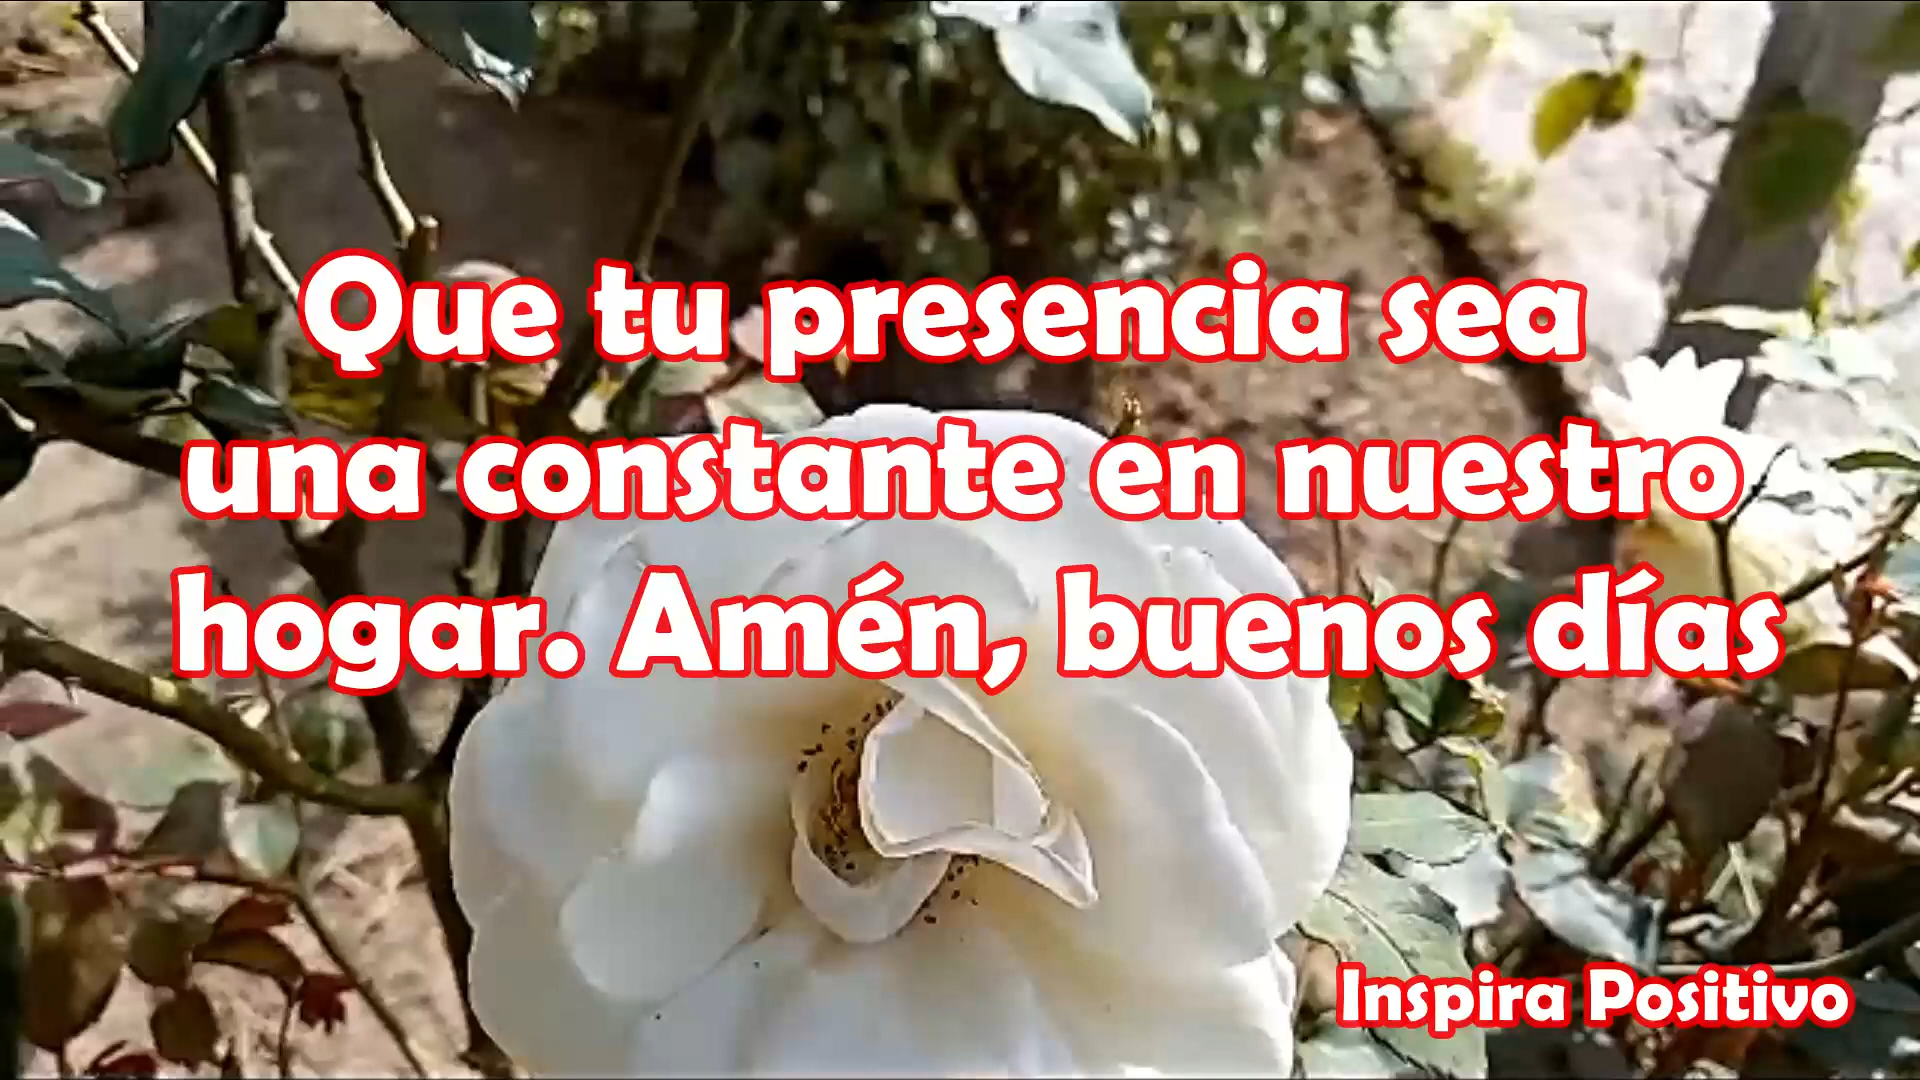 Que tu presencia sea
una constante en nuestro
hogar. Amén, buenos días
Inspira Positivo